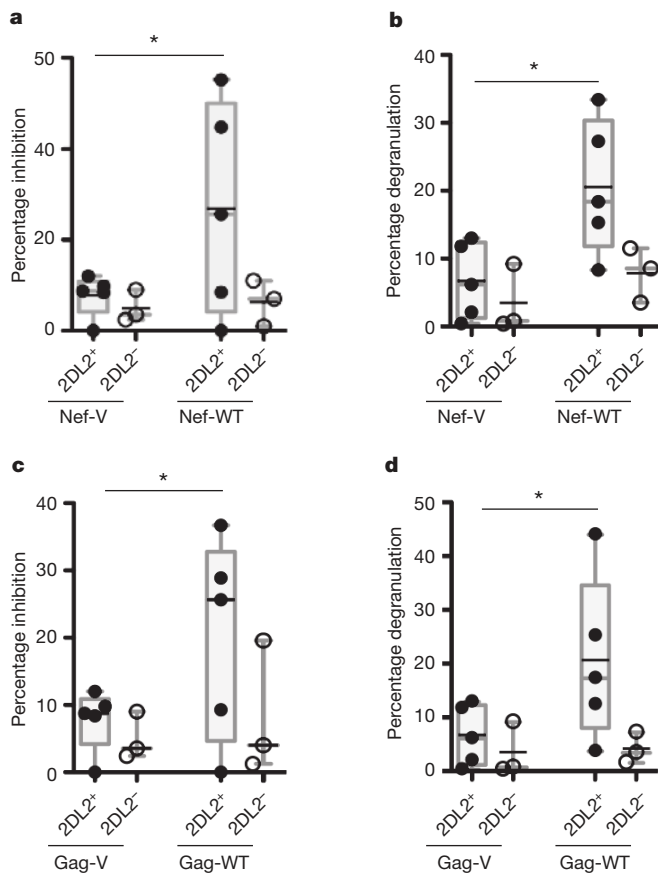 a
*
50
40
20
0
Percentage inhibition
2DL2⁺
2DL2⁻
2DL2⁺
2DL2⁻
Nef-V
Nef-WT
b
*
40
30
20
10
0
Percentage degranulation
2DL2⁺
2DL2⁻
2DL2⁺
2DL2⁻
Nef-V
Nef-WT
c
*
40
30
20
10
0
Percentage inhibition
2DL2⁺
2DL2⁻
2DL2⁺
2DL2⁻
Gag-V
Gag-WT
d
*
50
40
30
20
10
0
Percentage degranulation
2DL2⁺
2DL2⁻
2DL2⁺
2DL2⁻
Gag-V
Gag-WT